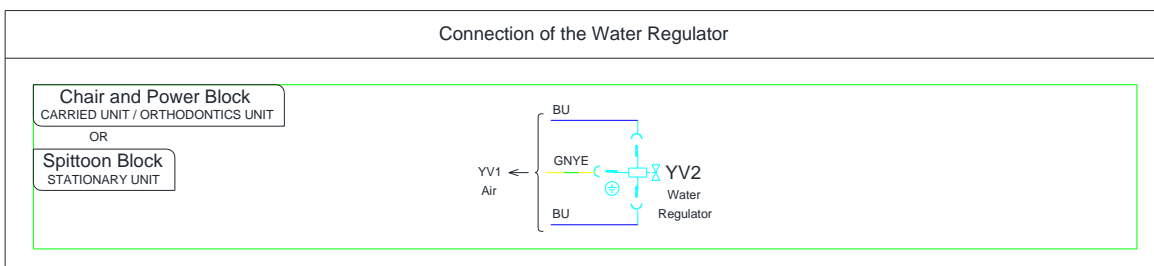 Connection of the Water Regulator
Chair and Power Block
CARRIED UNIT / ORTHODONTICS UNIT
OR
Spittoon Block
STATIONARY UNIT
BU
GNYE
YV1
Air
YV2
Water
Regulator
BU